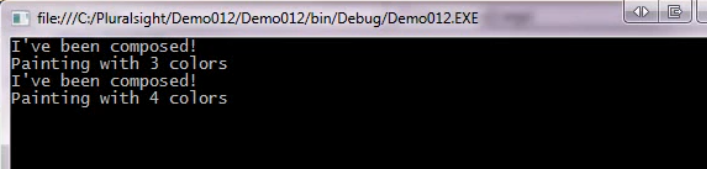 file:///C:/Pluralsight/Demo012/Demo012/bin/Debug/Demo012.EXE
I've been composed!
Painting with 3 colors
I've been composed!
Painting with 4 colors